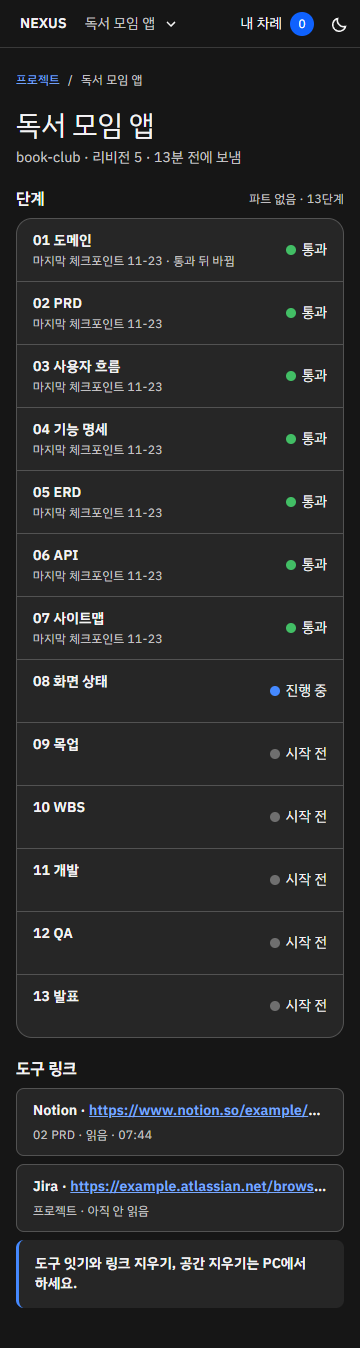 NEXUS 독서 모임 앱 내 차례 0
프로젝트 / 독서 모임 앱
독서 모임 앱
book-club · 리비전 5 · 13분 전에 보냄
단계 파트 없음 · 13단계
01 도메인 통과
마지막 체크포인트 11-23 · 통과 뒤 바뀜
02 PRD 통과
마지막 체크포인트 11-23
03 사용자 흐름 통과
마지막 체크포인트 11-23
04 기능 명세 통과
마지막 체크포인트 11-23
05 ERD 통과
마지막 체크포인트 11-23
06 API 통과
마지막 체크포인트 11-23
07 사이트맵 통과
마지막 체크포인트 11-23
08 화면 상태 진행 중
09 목업 시작 전
10 WBS 시작 전
11 개발 시작 전
12 QA 시작 전
13 발표 시작 전
도구 링크
Notion · https://www.notion.so/example/...
02 PRD · 읽음 · 07:44
Jira · https://example.atlassian.net/brows...
프로젝트 · 아직 안 읽음
도구 잇기와 링크 지우기, 공간 지우기는 PC에서
하세요.